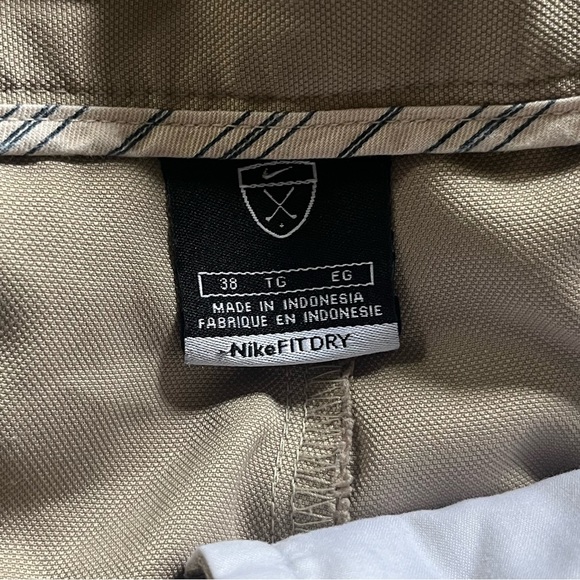 38 TG EG
MADE IN INDONESIA
FABRIQUE EN INDONESIE
NikeFITDRY